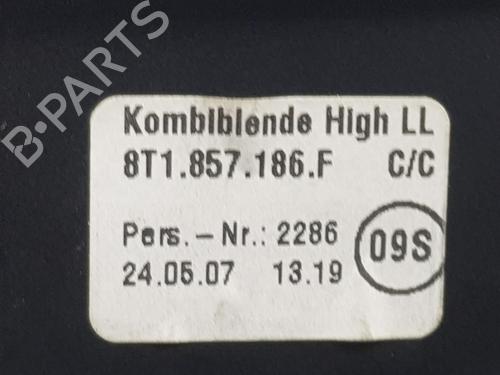 B-PARTS
Kombiblende High LL
8T1.857.186.F C/C
Pers.-Nr.: 2286
24.05.07 13.19
09S